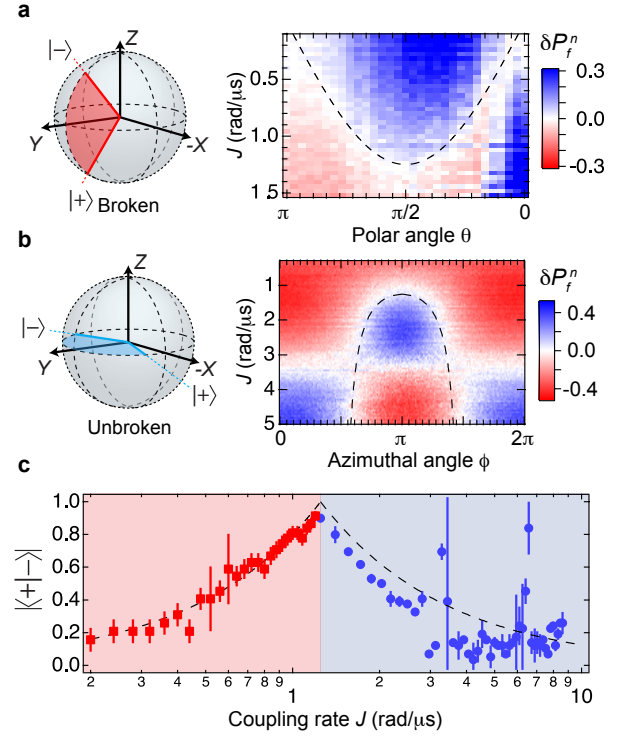 a
|−⟩
Z
Y
-X
|+⟩
Broken
J (rad/μs)
0.5
1.0
1.5
π
π/2
0
Polar angle θ
δP_f^n
0.3
0.0
-0.3
b
|−⟩
Z
Y
-X
|+⟩
Unbroken
J (rad/μs)
1
2
3
4
5
0
π
2π
Azimuthal angle ϕ
δP_f^n
0.4
0.0
-0.4
c
|⟨+|−⟩|
1.0
0.8
0.6
0.4
0.2
0.0
2 3 4 5 6 7 8 9 1 2 3 4 5 6 7 8 9 10
Coupling rate J (rad/μs)